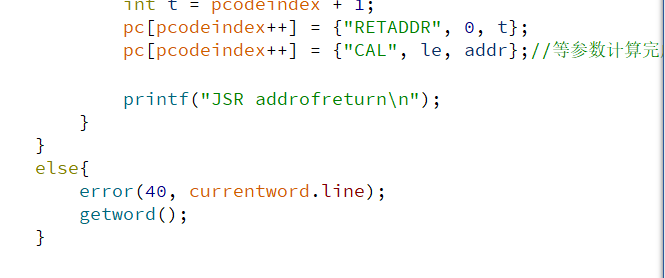 int t = pcodeindex + 1;
pc[pcodeindex++] = {"RETADDR", 0, t};
pc[pcodeindex++] = {"CAL", le, addr};//等参数计算完
printf("JSR addrofreturn\n");
}
}
else{
error(40, currentword.line);
getword();
}